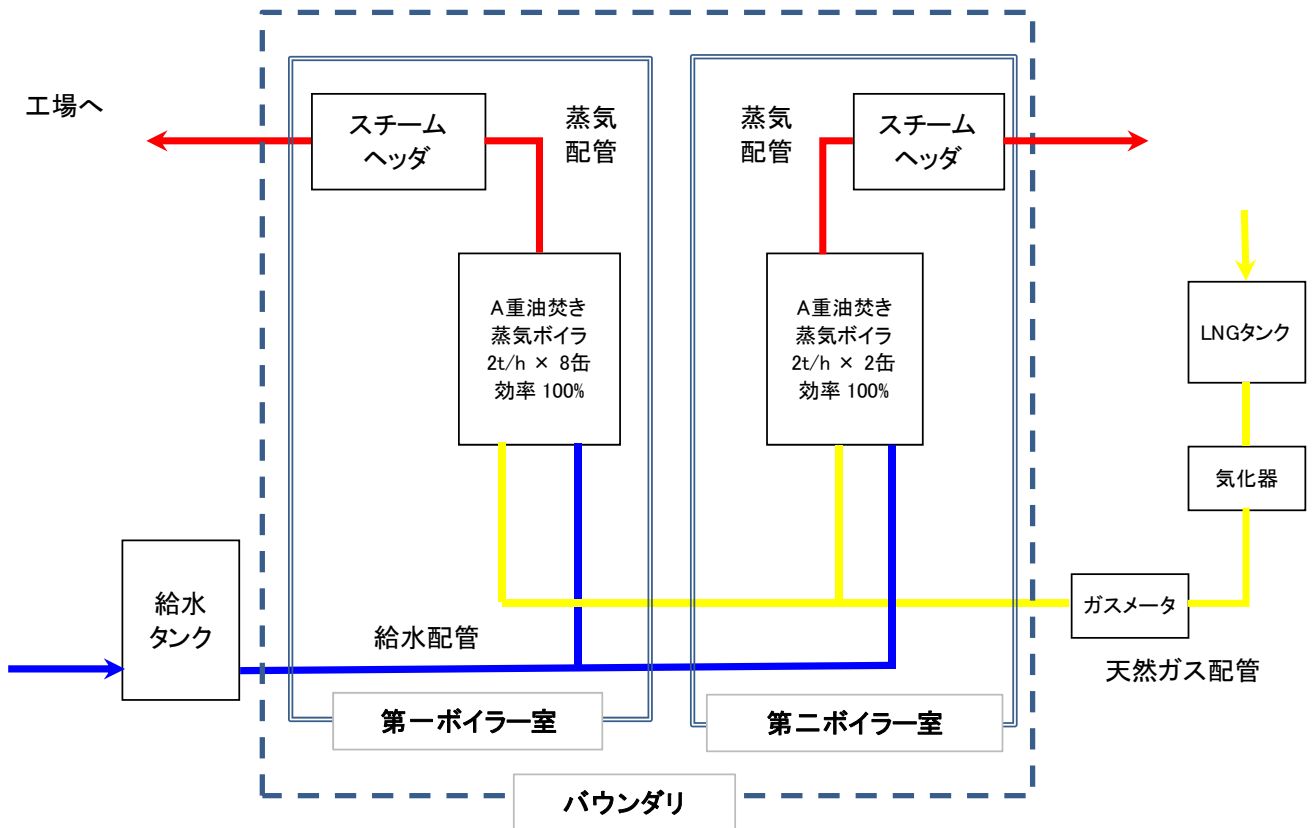 工場へ
スチーム
ヘッダ
蒸気
配管
蒸気
配管
スチーム
ヘッダ
A重油焚き
蒸気ボイラ
2t/h × 8缶
効率 100%
A重油焚き
蒸気ボイラ
2t/h × 2缶
効率 100%
LNGタンク
気化器
ガスメータ
天然ガス配管
給水
タンク
給水配管
第一ボイラー室
第二ボイラー室
バウンダリ